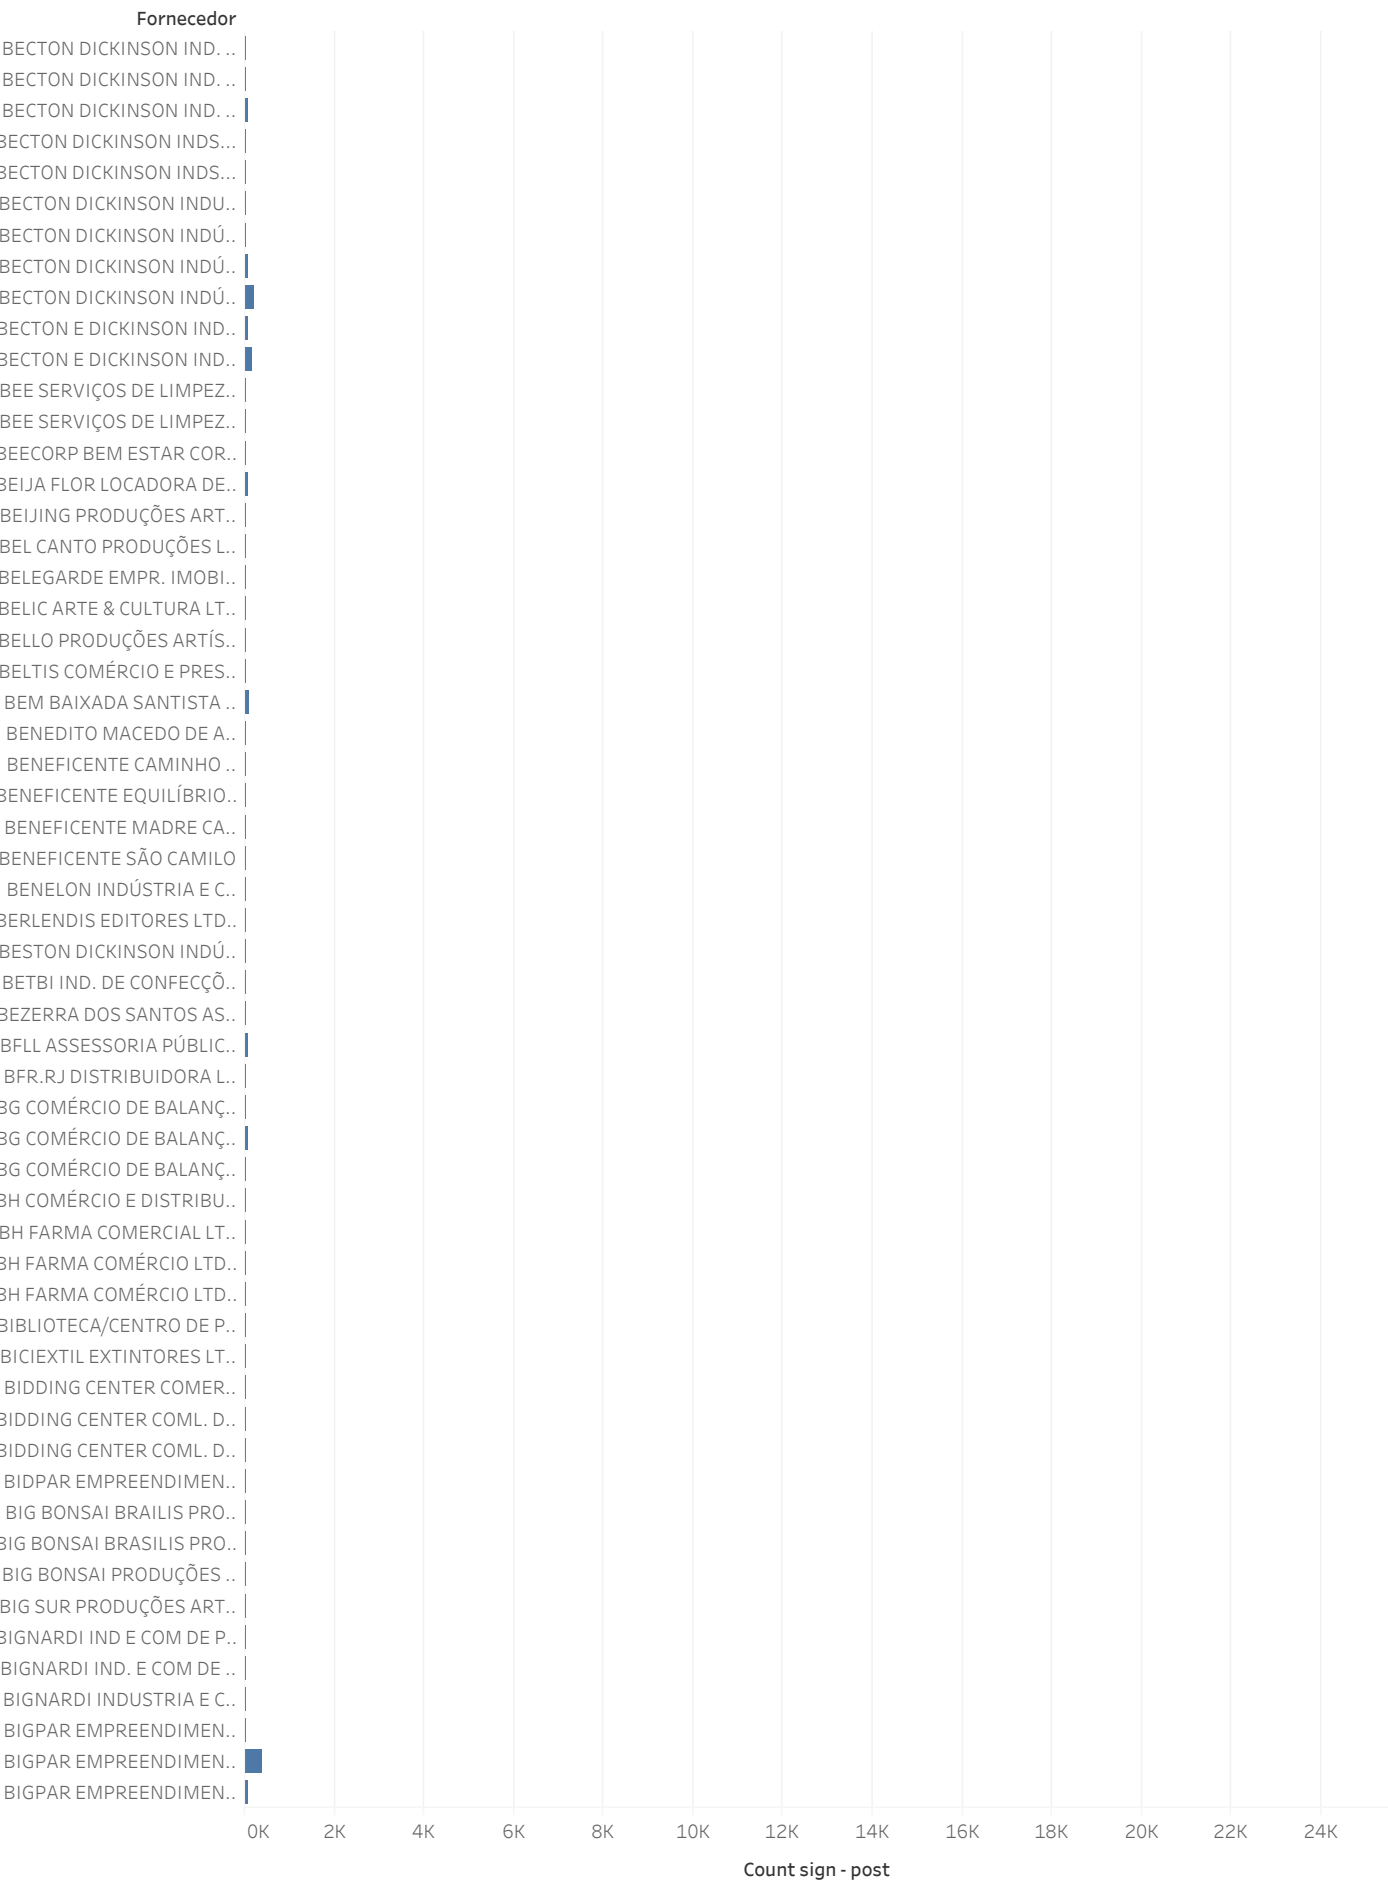 Fornecedor
BECTON DICKINSON IND. ..
BECTON DICKINSON IND. ..
BECTON DICKINSON IND. ..
BECTON DICKINSON INDS...
BECTON DICKINSON INDS...
BECTON DICKINSON INDU..
BECTON DICKINSON INDÚ..
BECTON DICKINSON INDÚ..
BECTON DICKINSON INDÚ..
BECTON E DICKINSON IND..
BECTON E DICKINSON IND..
BEE SERVIÇOS DE LIMPEZ..
BEE SERVIÇOS DE LIMPEZ..
BEECORP BEM ESTAR COR..
BEIJA FLOR LOCADORA DE..
BEIJING PRODUÇÕES ART..
BEL CANTO PRODUÇÕES L..
BELEGARDE EMPR. IMOBI..
BELIC ARTE & CULTURA LT..
BELLO PRODUÇÕES ARTÍS..
BELTIS COMÉRCIO E PRES..
BEM BAIXADA SANTISTA ..
BENEDITO MACEDO DE A..
BENEFICENTE CAMINHO ..
BENEFICENTE EQUILÍBRIO..
BENEFICENTE MADRE CA..
BENEFICENTE SÃO CAMILO
BENELON INDÚSTRIA E C..
BERLENDIS EDITORES LTD..
BESTON DICKINSON INDÚ..
BETBI IND. DE CONFECÇÕ..
BEZERRA DOS SANTOS AS..
BFLL ASSESSORIA PÚBLIC..
BFR.RJ DISTRIBUIDORA L..
BG COMÉRCIO DE BALANÇ..
BG COMÉRCIO DE BALANÇ..
BG COMÉRCIO DE BALANÇ..
BH COMÉRCIO E DISTRIBU..
BH FARMA COMERCIAL LT..
BH FARMA COMÉRCIO LTD..
BH FARMA COMÉRCIO LTD..
BIBLIOTECA/CENTRO DE P..
BICIEXTIL EXTINTORES LT..
BIDDING CENTER COMER..
BIDDING CENTER COML. D..
BIDDING CENTER COML. D..
BIDPAR EMPREENDIMEN..
BIG BONSAI BRAILIS PRO..
BIG BONSAI BRASILIS PRO..
BIG BONSAI PRODUÇÕES ..
BIG SUR PRODUÇÕES ART..
BIGNARDI IND E COM DE P..
BIGNARDI IND. E COM DE ..
BIGNARDI INDUSTRIA E C..
BIGPAR EMPREENDIMEN..
BIGPAR EMPREENDIMEN..
BIGPAR EMPREENDIMEN..
0K 2K 4K 6K 8K 10K 12K 14K 16K 18K 20K 22K 24K
Count sign - post